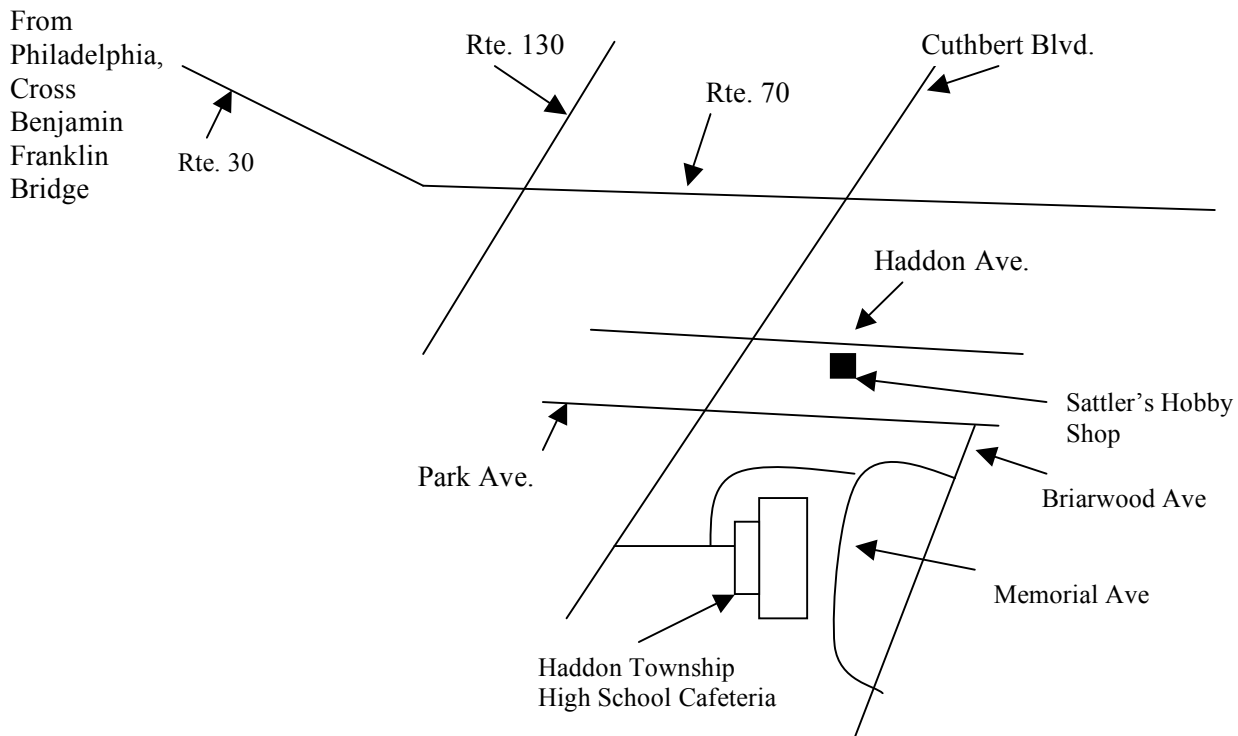 From
Philadelphia,
Cross
Benjamin
Franklin
Bridge
Rte. 30
Rte. 130
Rte. 70
Cuthbert Blvd.
Haddon Ave.
Sattler's Hobby
Shop
Park Ave.
Briarwood Ave
Memorial Ave
Haddon Township
High School Cafeteria